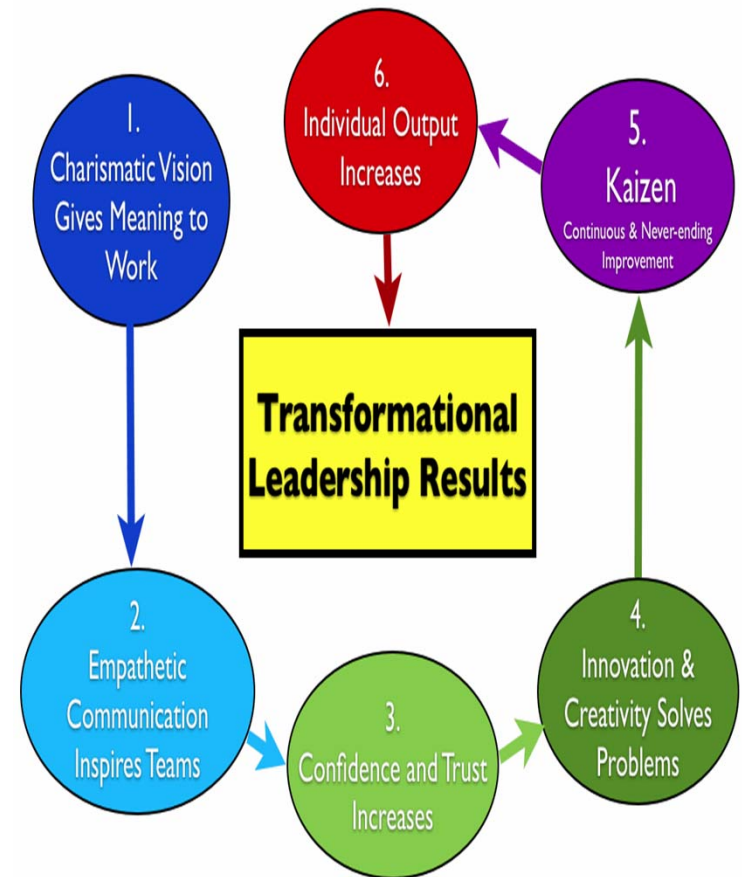 1.
Charismatic Vision
Gives Meaning to
Work
2.
Empathetic
Communication
Inspires Teams
3.
Confidence and Trust
Increases
4.
Innovation &
Creativity Solves
Problems
5.
Kaizen
Continuous & Never-ending
Improvement
6.
Individual Output
Increases
Transformational
Leadership Results